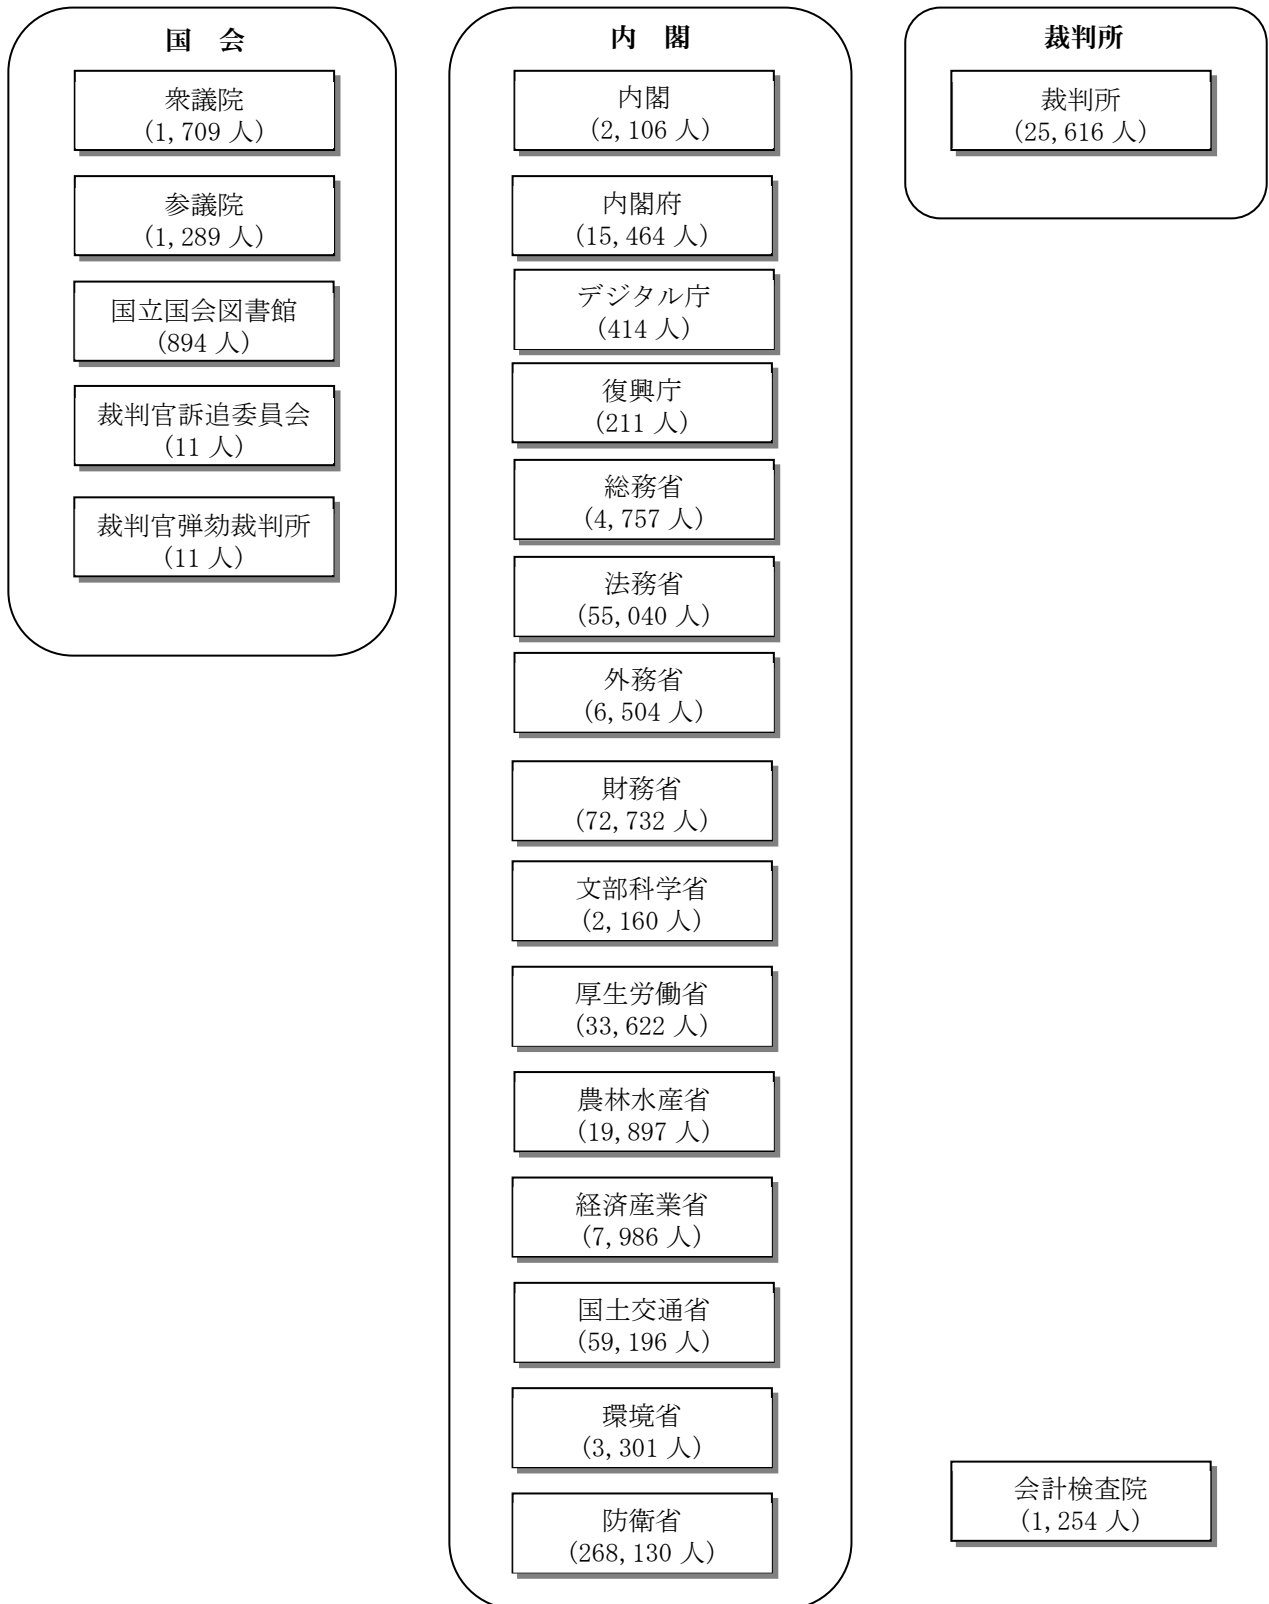 国　会
衆議院
(1,709 人)
参議院
(1,289 人)
国立国会図書館
(894 人)
裁判官訴追委員会
(11 人)
裁判官弾劾裁判所
(11 人)
内　閣
内閣
(2,106 人)
内閣府
(15,464 人)
デジタル庁
(414 人)
復興庁
(211 人)
総務省
(4,757 人)
法務省
(55,040 人)
外務省
(6,504 人)
財務省
(72,732 人)
文部科学省
(2,160 人)
厚生労働省
(33,622 人)
農林水産省
(19,897 人)
経済産業省
(7,986 人)
国土交通省
(59,196 人)
環境省
(3,301 人)
防衛省
(268,130 人)
裁判所
裁判所
(25,616 人)
会計検査院
(1,254 人)